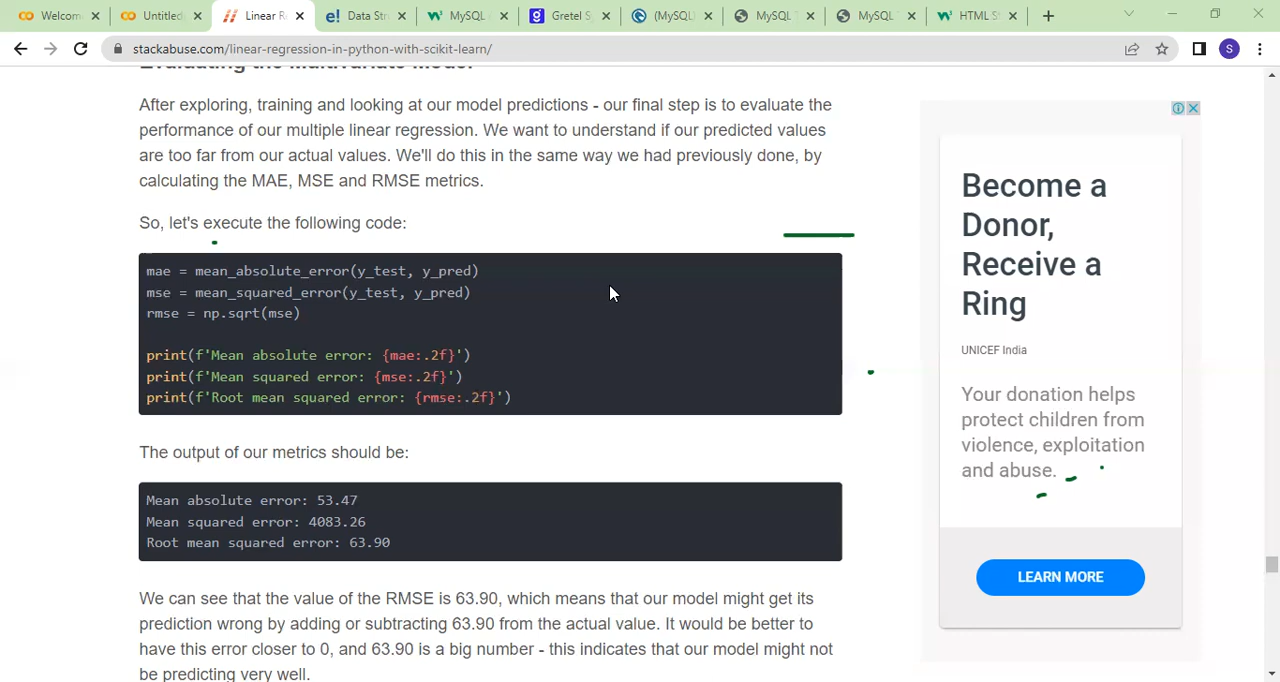 Welcom
Untitled
Linear R
Data Str
MySQL
Gretel Sy
(MySQL
MySQL
MySQL
HTML S
stackabuse.com/linear-regression-in-python-with-scikit-learn/
S
Evaluating the Multivariate Model
After exploring, training and looking at our model predictions - our final step is to evaluate the
performance of our multiple linear regression. We want to understand if our predicted values
are too far from our actual values. We'll do this in the same way we had previously done, by
calculating the MAE, MSE and RMSE metrics.
So, let's execute the following code:
mae = mean_absolute_error(y_test, y_pred)
mse = mean_squared_error(y_test, y_pred)
rmse = np.sqrt(mse)
print(f'Mean absolute error: {mae:.2f}')
print(f'Mean squared error: {mse:.2f}')
print(f'Root mean squared error: {rmse:.2f}')
The output of our metrics should be:
Mean absolute error: 53.47
Mean squared error: 4083.26
Root mean squared error: 63.90
We can see that the value of the RMSE is 63.90, which means that our model might get its
prediction wrong by adding or subtracting 63.90 from the actual value. It would be better to
have this error closer to 0, and 63.90 is a big number - this indicates that our model might not
be predicting very well.
Become a
Donor,
Receive a
Ring
UNICEF India
Your donation helps
protect children from
violence, exploitation
and abuse.
LEARN MORE